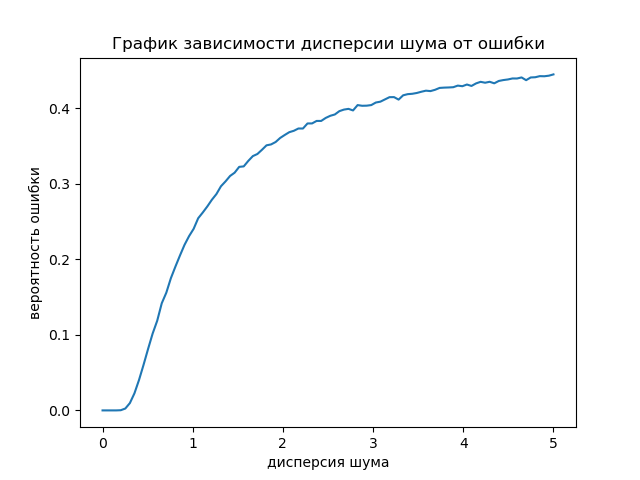 График зависимости дисперсии шума от ошибки
вероятность ошибки
0.4
0.3
0.2
0.1
0.0
0 1 2 3 4 5
дисперсия шума